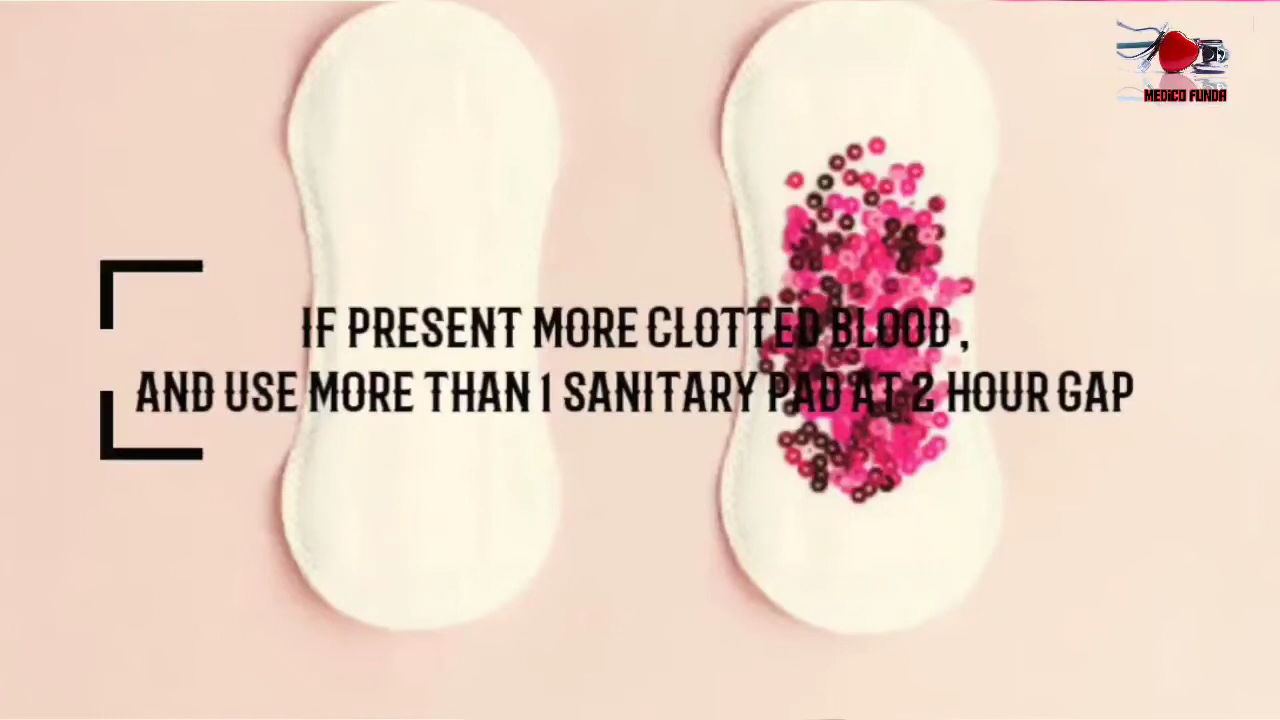 MEDICO FUNDA
IF PRESENT MORE CLOTTED BLOOD ,
AND USE MORE THAN 1 SANITARY PAD AT 2 HOUR GAP